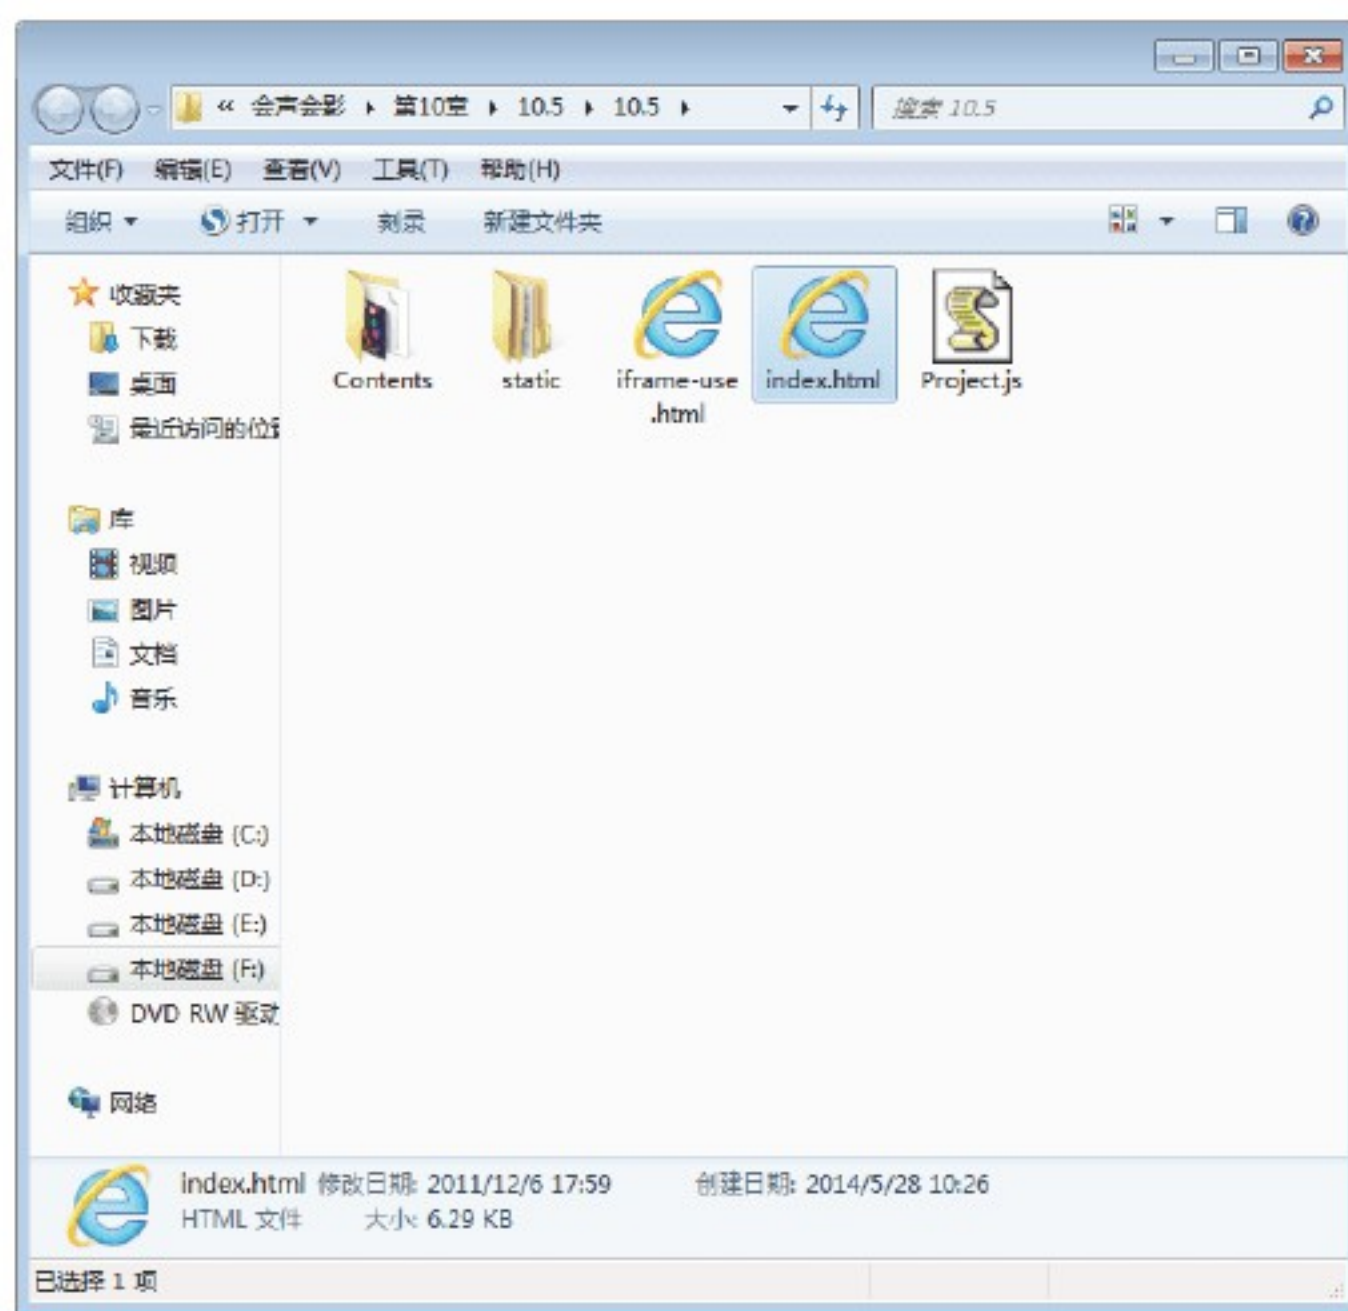 « 会声会影 ▸ 第10章 ▸ 10.5 ▸ 10.5 ▸ 搜索 10.5
文件(F) 编辑(E) 查看(V) 工具(T) 帮助(H)
组织 打开 刻录 新建文件夹
收藏夹
下载
桌面
最近访问的位置
库
视频
图片
文档
音乐
计算机
本地磁盘 (C:)
本地磁盘 (D:)
本地磁盘 (E:)
本地磁盘 (F:)
DVD RW 驱动
网络
Contents
static
iframe-use
.html
index.html
Project.js
index.html 修改日期: 2011/12/6 17:59 创建日期: 2014/5/28 10:26
HTML 文件 大小: 6.29 KB
已选择 1 项